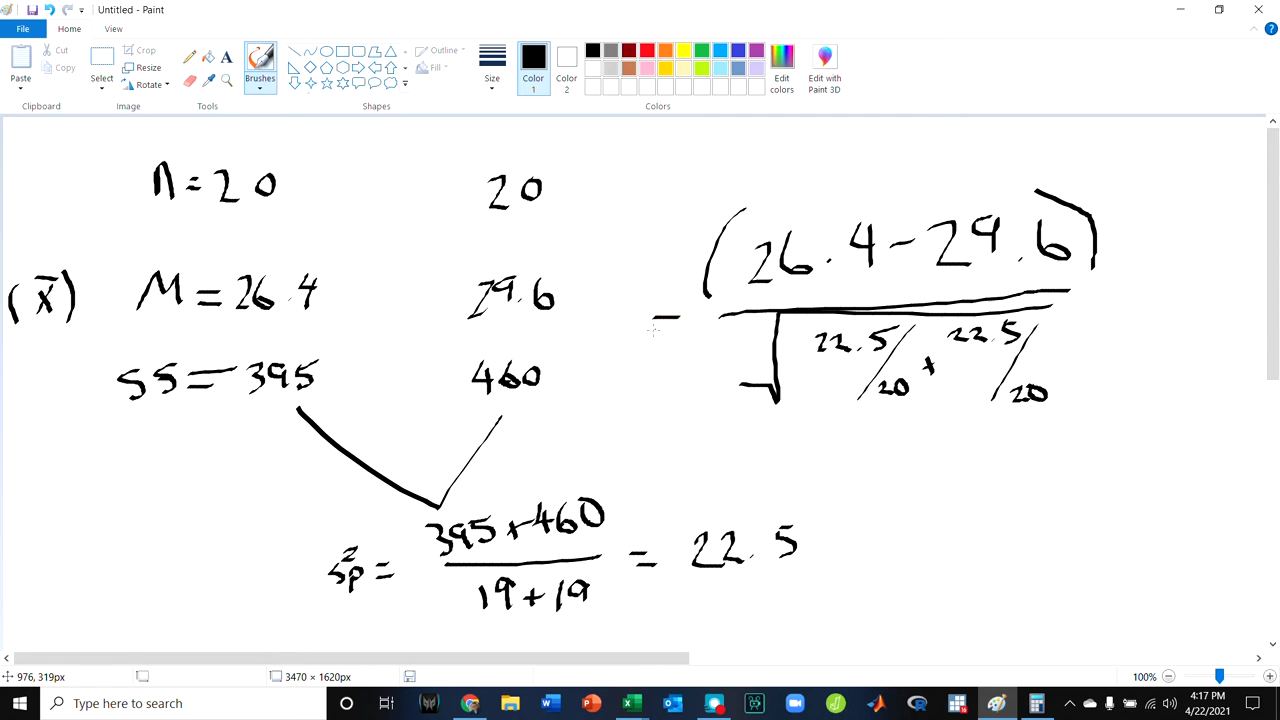 Untitled - Paint
File Home View
Paste
Cut
Copy
Clipboard
Select
Crop
Resize
Rotate
Image
Tools
Brushes
Shapes
Outline
Fill
Size
Color 1
Color 2
Colors
Edit colors
Edit with Paint 3D
n = 20 20
(x̄) M = 26.4 29.6
SS = 395 460
sp² = 395 + 460 / 19 + 19 = 22.5
= (26.4 - 29.6) / √ 22.5/20 + 22.5/20
976, 319px
3470 × 1620px
100%
Type here to search
4:17 PM
4/22/2021